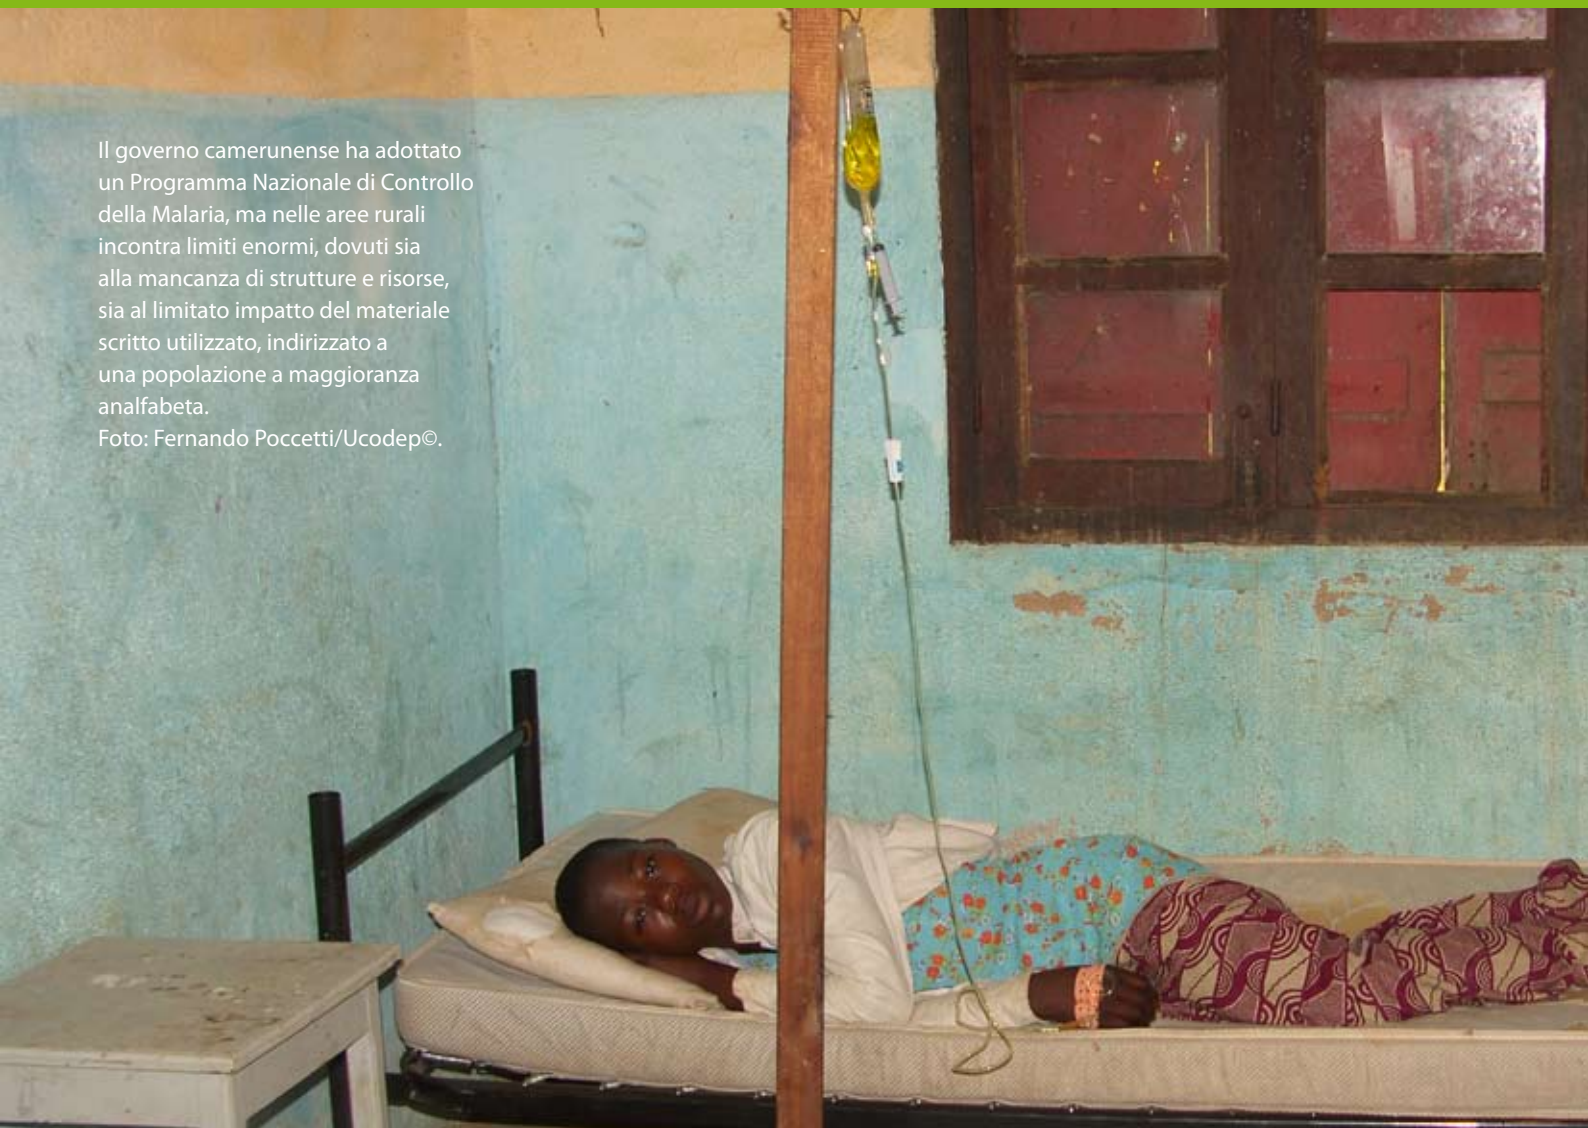 Il governo camerunense ha adottato
un Programma Nazionale di Controllo
della Malaria, ma nelle aree rurali
incontra limiti enormi, dovuti sia
alla mancanza di strutture e risorse,
sia al limitato impatto del materiale
scritto utilizzato, indirizzato a
una popolazione a maggioranza
analfabeta.
Foto: Fernando Poccetti/Ucodep©.